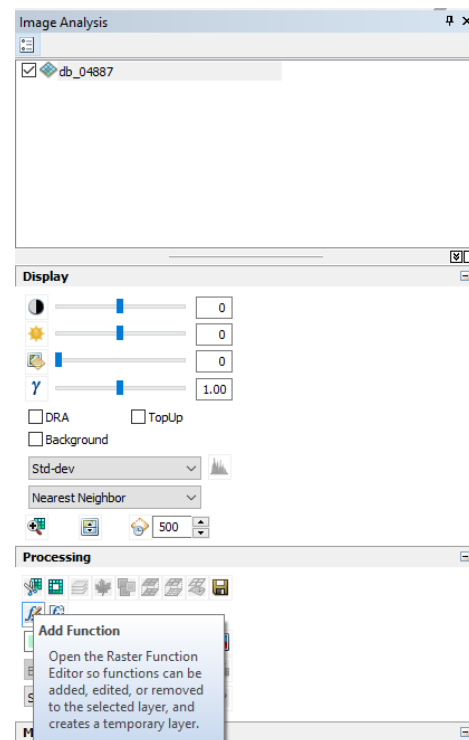 Image Analysis
db_04887
Display
0
0
0
γ 1.00
DRA TopUp
Background
Std-dev
Nearest Neighbor
500
Processing
Add Function
Open the Raster Function
Editor so functions can be
added, edited, or removed
to the selected layer, and
creates a temporary layer.